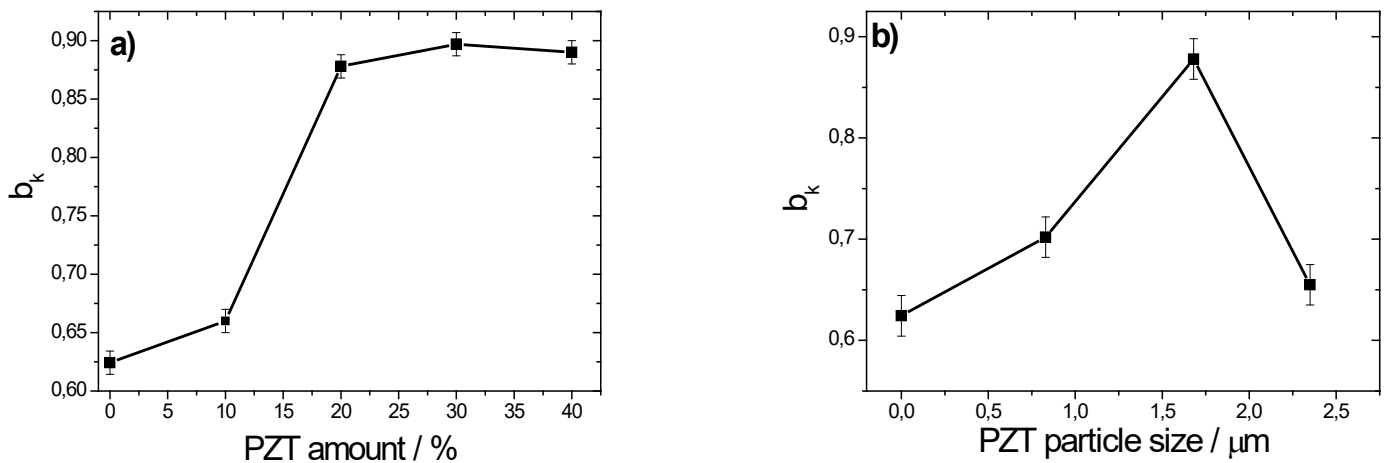 a)
0,90
0,85
0,80
0,75
0,70
0,65
0,60
b_k
0 5 10 15 20 25 30 35 40
PZT amount / %
b)
0,9
0,8
0,7
0,6
b_k
0,0 0,5 1,0 1,5 2,0 2,5
PZT particle size / μm